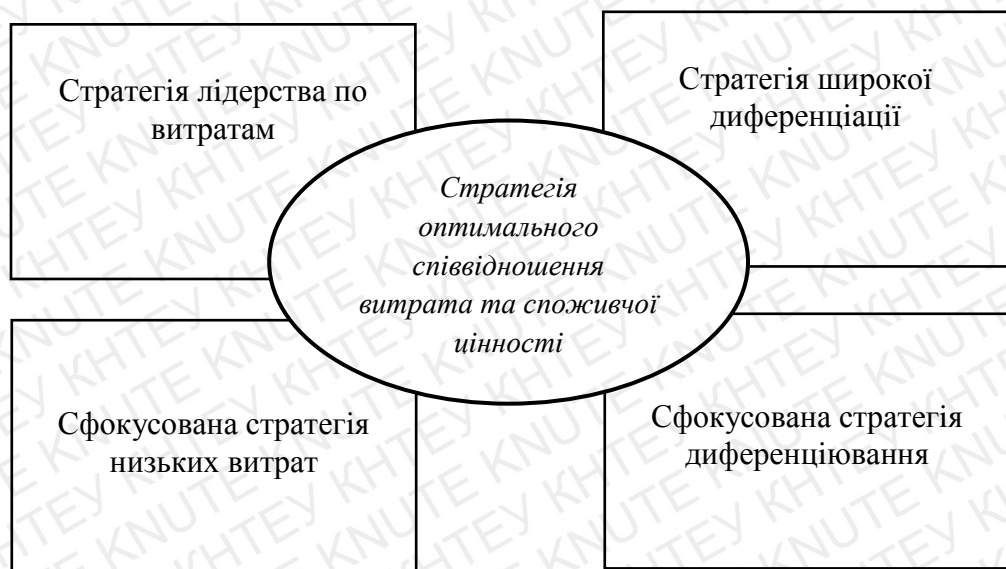 Стратегія лідерства по
витратам
Стратегія широкої
диференціації
Стратегія
оптимального
співвідношення
витрата та споживчої
цінності
Сфокусована стратегія
низьких витрат
Сфокусована стратегія
диференціювання